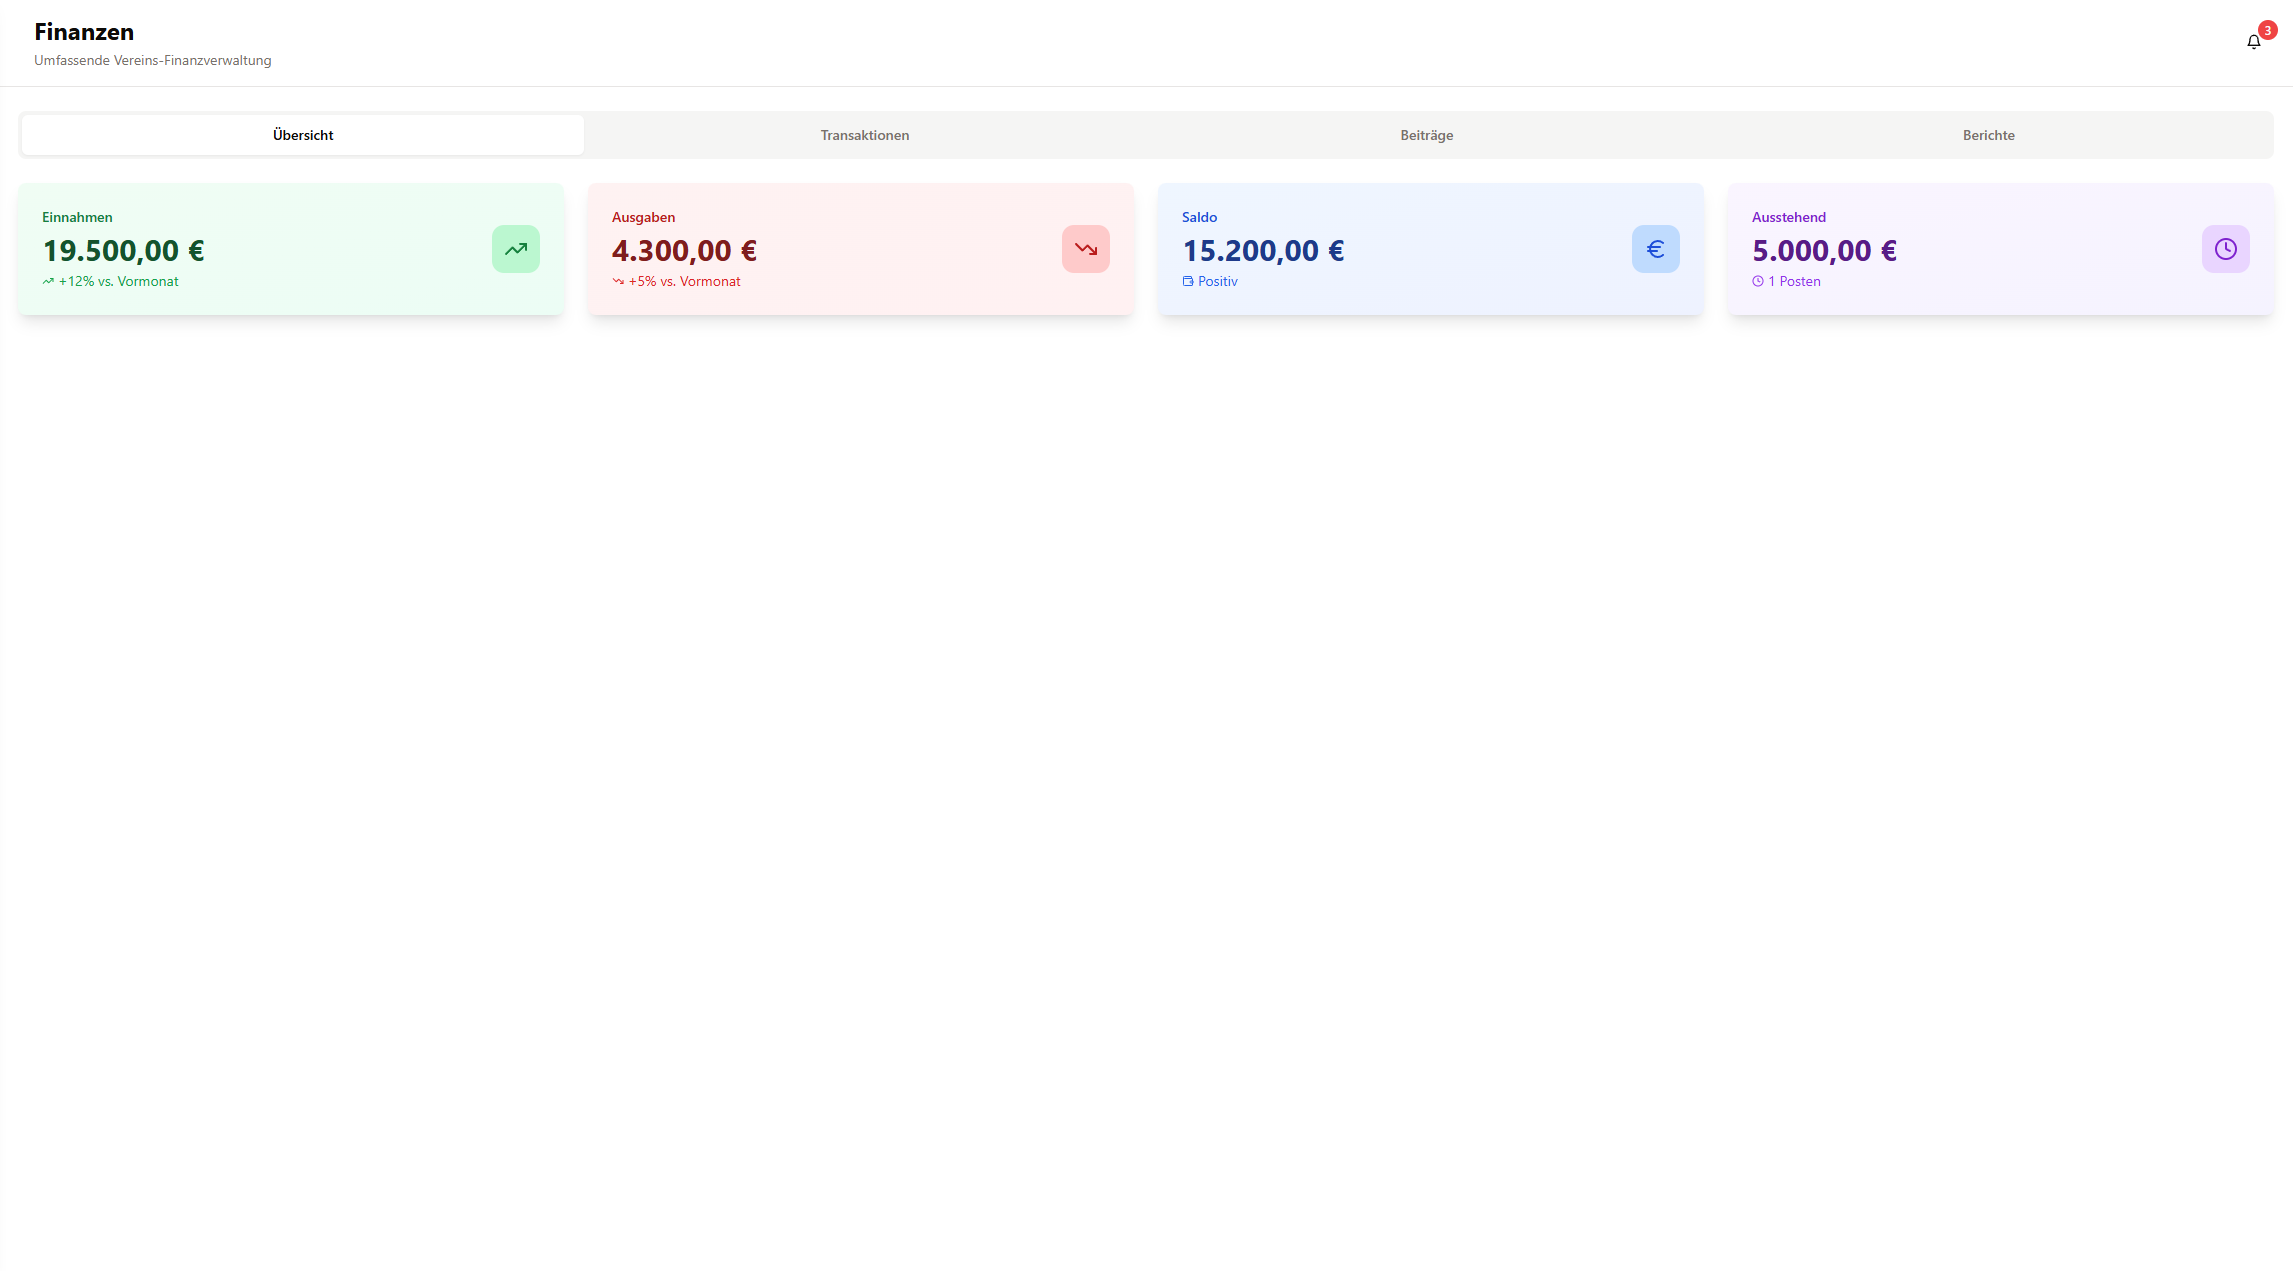 Finanzen
Umfassende Vereins-Finanzverwaltung
3
Übersicht
Transaktionen
Beiträge
Berichte
Einnahmen
19.500,00 €
+12% vs. Vormonat
Ausgaben
4.300,00 €
+5% vs. Vormonat
Saldo
15.200,00 €
Positiv
€
Ausstehend
5.000,00 €
1 Posten